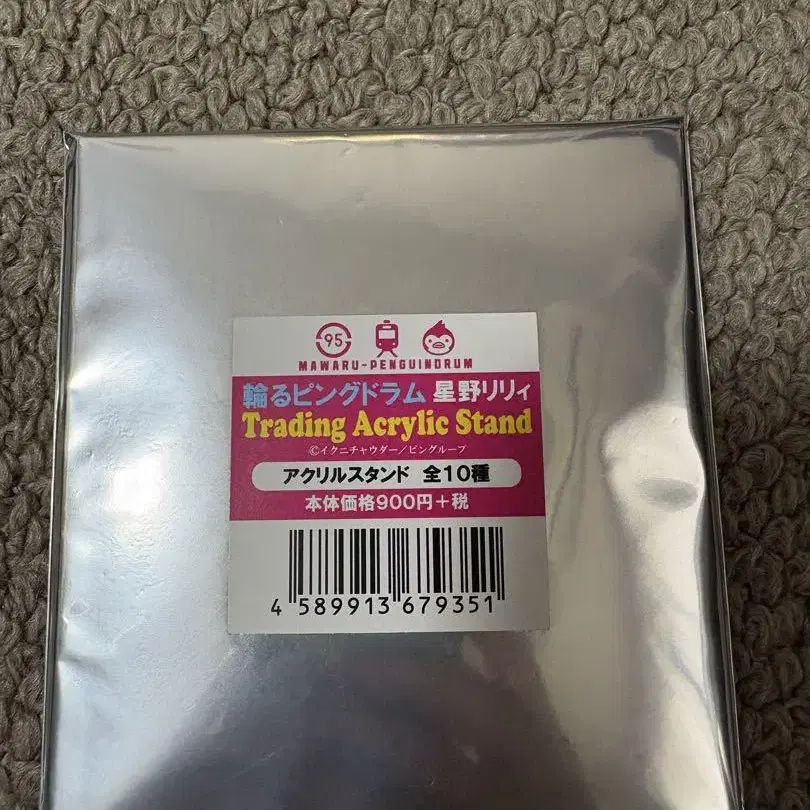 95
MAWARU-PENGUINDRUM
輪るピングドラム 星野リリィ
Trading Acrylic Stand
©イクニチャウダー/ピングループ
アクリルスタンド 全10種
本体価格900円+税
4 589913 679351